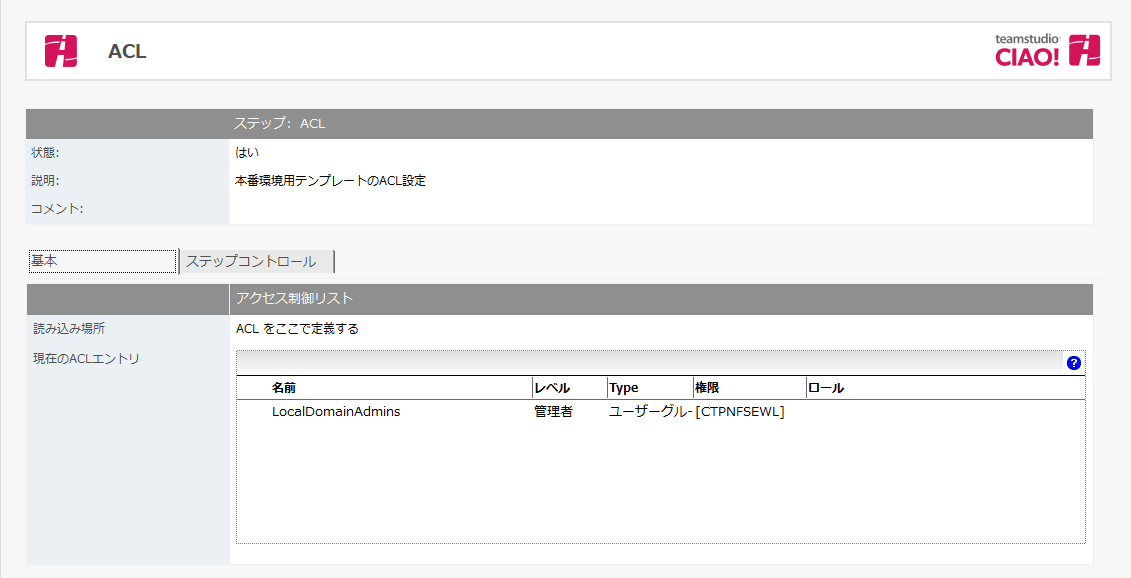 ACL
teamstudio
CIAO!
ステップ: ACL
状態: はい
説明: 本番環境用テンプレートのACL設定
コメント:
基本 ステップコントロール
アクセス制御リスト
読み込み場所 ACL をここで定義する
現在のACLエントリ
?
名前 レベル Type 権限 ロール
LocalDomainAdmins 管理者 ユーザーグル- [CTPNFSEWL]